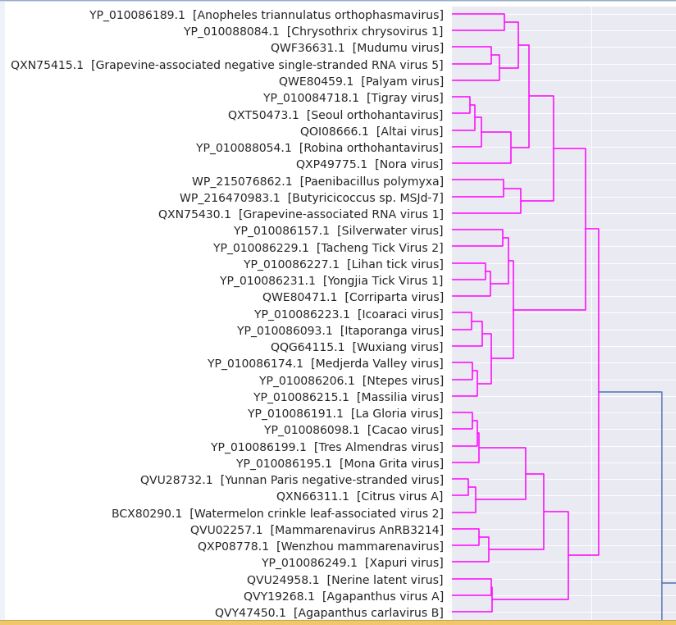 YP_010086189.1 [Anopheles triannulatus orthophasmavirus]
YP_010088084.1 [Chrysothrix chrysovirus 1]
QWF36631.1 [Mudumu virus]
QXN75415.1 [Grapevine-associated negative single-stranded RNA virus 5]
QWE80459.1 [Palyam virus]
YP_010084718.1 [Tigray virus]
QXT50473.1 [Seoul orthohantavirus]
QOI08666.1 [Altai virus]
YP_010088054.1 [Robina orthohantavirus]
QXP49775.1 [Nora virus]
WP_215076862.1 [Paenibacillus polymyxa]
WP_216470983.1 [Butyricicoccus sp. MSJd-7]
QXN75430.1 [Grapevine-associated RNA virus 1]
YP_010086157.1 [Silverwater virus]
YP_010086229.1 [Tacheng Tick Virus 2]
YP_010086227.1 [Lihan tick virus]
YP_010086231.1 [Yongjia Tick Virus 1]
QWE80471.1 [Corriparta virus]
YP_010086223.1 [Icoaraci virus]
YP_010086093.1 [Itaporanga virus]
QQG64115.1 [Wuxiang virus]
YP_010086174.1 [Medjerda Valley virus]
YP_010086206.1 [Ntepes virus]
YP_010086215.1 [Massilia virus]
YP_010086191.1 [La Gloria virus]
YP_010086098.1 [Cacao virus]
YP_010086199.1 [Tres Almendras virus]
YP_010086195.1 [Mona Grita virus]
QVU28732.1 [Yunnan Paris negative-stranded virus]
QXN66311.1 [Citrus virus A]
BCX80290.1 [Watermelon crinkle leaf-associated virus 2]
QVU02257.1 [Mammarenavirus AnRB3214]
QXP08778.1 [Wenzhou mammarenavirus]
YP_010086249.1 [Xapuri virus]
QVU24958.1 [Nerine latent virus]
QVY19268.1 [Agapanthus virus A]
QVY47450.1 [Agapanthus carlavirus B]